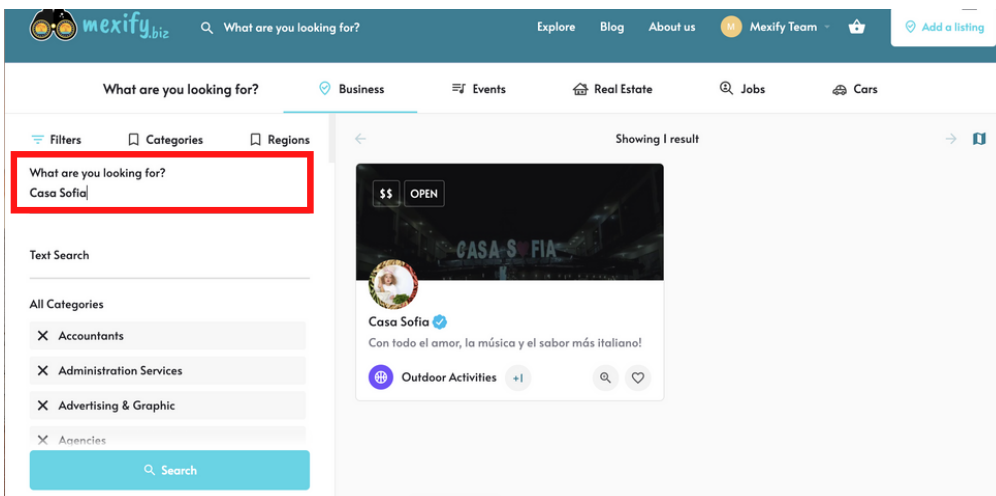 mexify.biz
What are you looking for?
Explore
Blog
About us
M
Mexify Team
Add a listing
What are you looking for?
Business
Events
Real Estate
Jobs
Cars
Filters
Categories
Regions
What are you looking for?
Casa Sofia
Text Search
All Categories
Accountants
Administration Services
Advertising & Graphic
Agencies
Search
Showing 1 result
$$
OPEN
CASA S FIA
Casa Sofia
Con todo el amor, la música y el sabor más italiano!
Outdoor Activities
+1